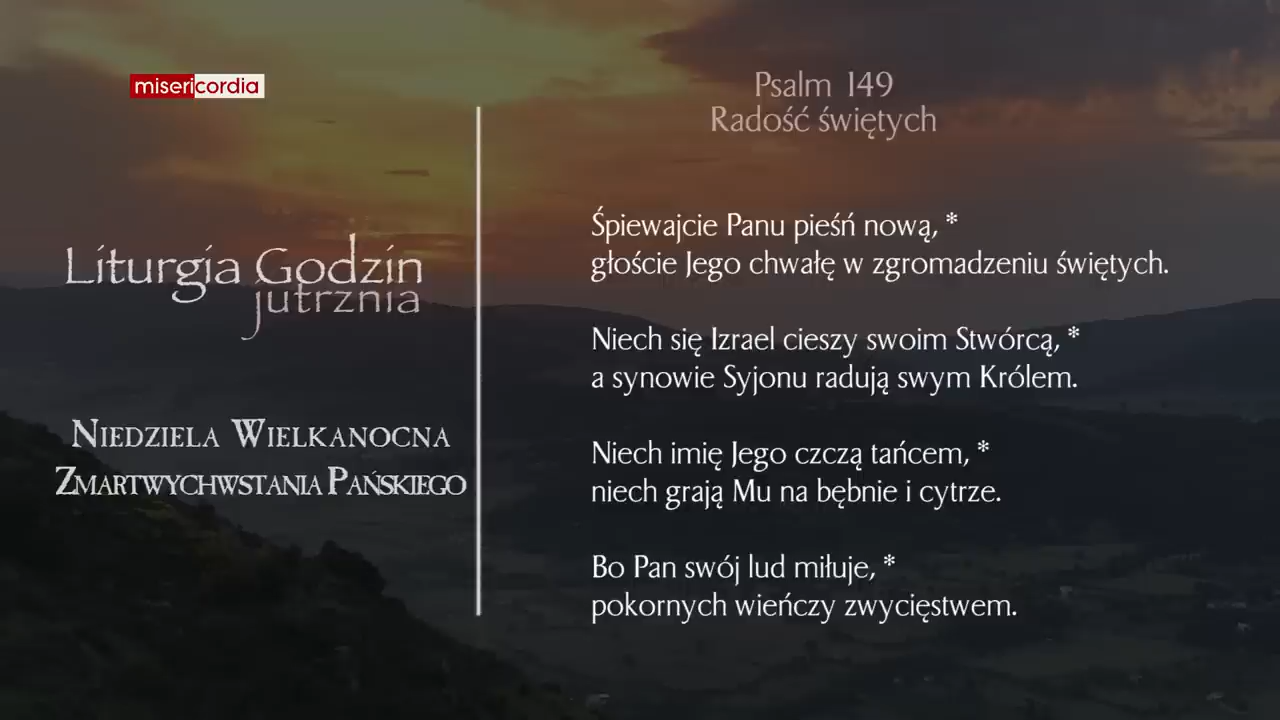 misericordia
Liturgia Godzin
jutrznia
Niedziela Wielkanocna
Zmartwychwstania Pańskiego
Psalm 149
Radość świętych
Śpiewajcie Panu pieśń nową, *
głoście Jego chwałę w zgromadzeniu świętych.
Niech się Izrael cieszy swoim Stwórcą, *
a synowie Syjonu radują swym Królem.
Niech imię Jego czczą tańcem, *
niech grają Mu na bębnie i cytrze.
Bo Pan swój lud miłuje, *
pokornych wieńczy zwycięstwem.